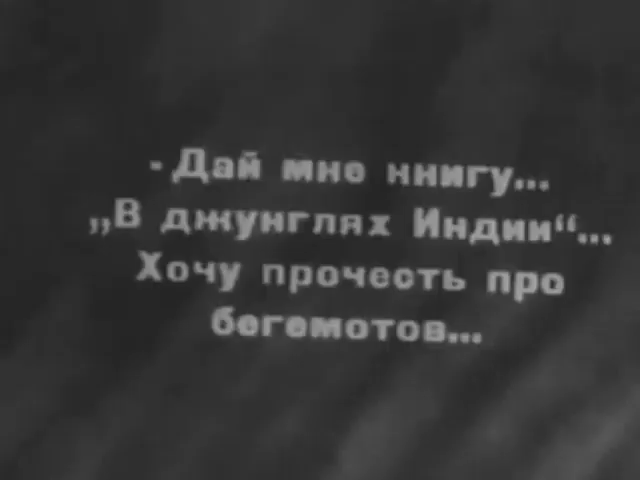 - Дай мне книгу...
„В джунглях Индии“...
Хочу прочесть про
бегемотов...